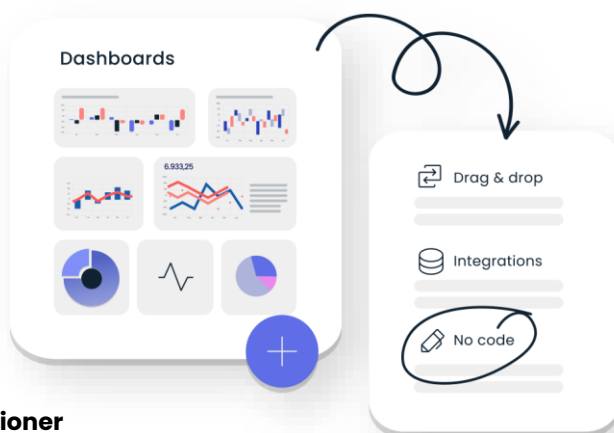 Dashboards
6.933,25
Drag & drop
Integrations
No code
ioner